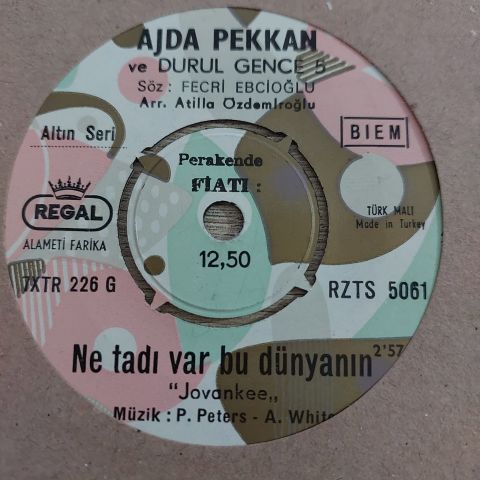 AJDA PEKKAN
ve DURUL GENCE 5
Söz : FECRİ EBCİOĞLU
Arr. Atilla Özdemiroğlu
Altın Seri
BIEM
Perakende
FİATI :
12,50
REGAL
ALAMETİ FARİKA
TÜRK MALI
Made in Turkey
7XTR 226 G
RZTS 5061
Ne tadı var bu dünyanın 2'57
"Jovankee„
Müzik : P. Peters - A. White